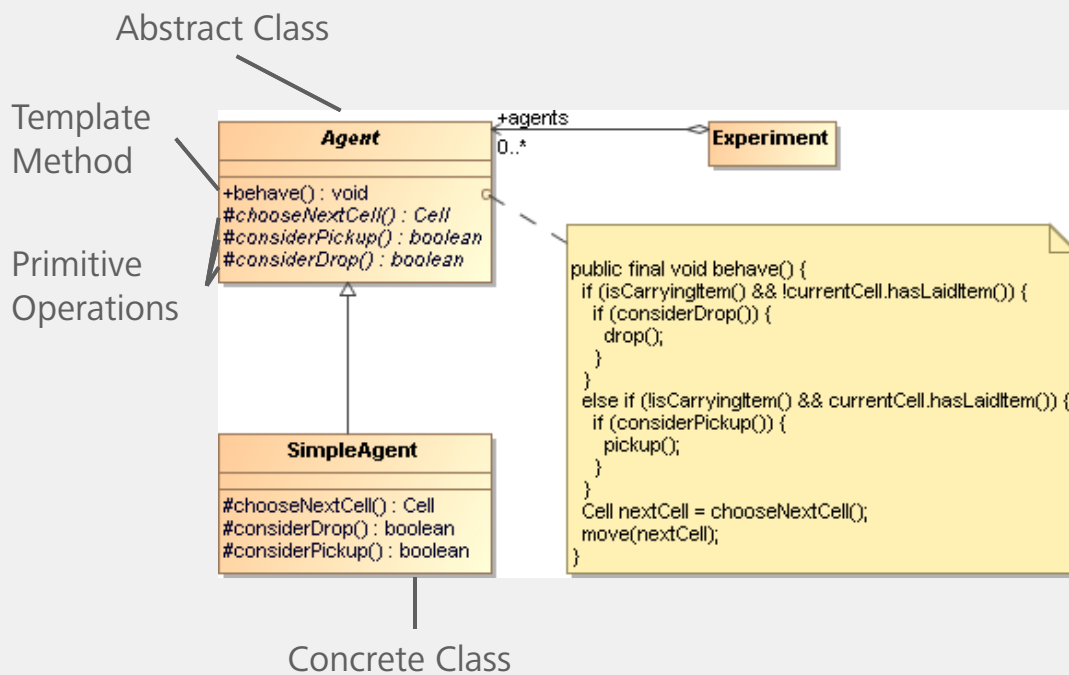 Abstract Class
Template
Method
Primitive
Operations
Agent
+behave() : void
#chooseNextCell() : Cell
#considerPickup() : boolean
#considerDrop() : boolean
+agents
0..*
Experiment
public final void behave() {
if (isCarryingItem() && !currentCell.hasLaidItem()) {
if (considerDrop()) {
drop();
}
}
else if (!isCarryingItem() && currentCell.hasLaidItem()) {
if (considerPickup()) {
pickup();
}
}
Cell nextCell = chooseNextCell();
move(nextCell);
}
SimpleAgent
#chooseNextCell() : Cell
#considerDrop() : boolean
#considerPickup() : boolean
Concrete Class